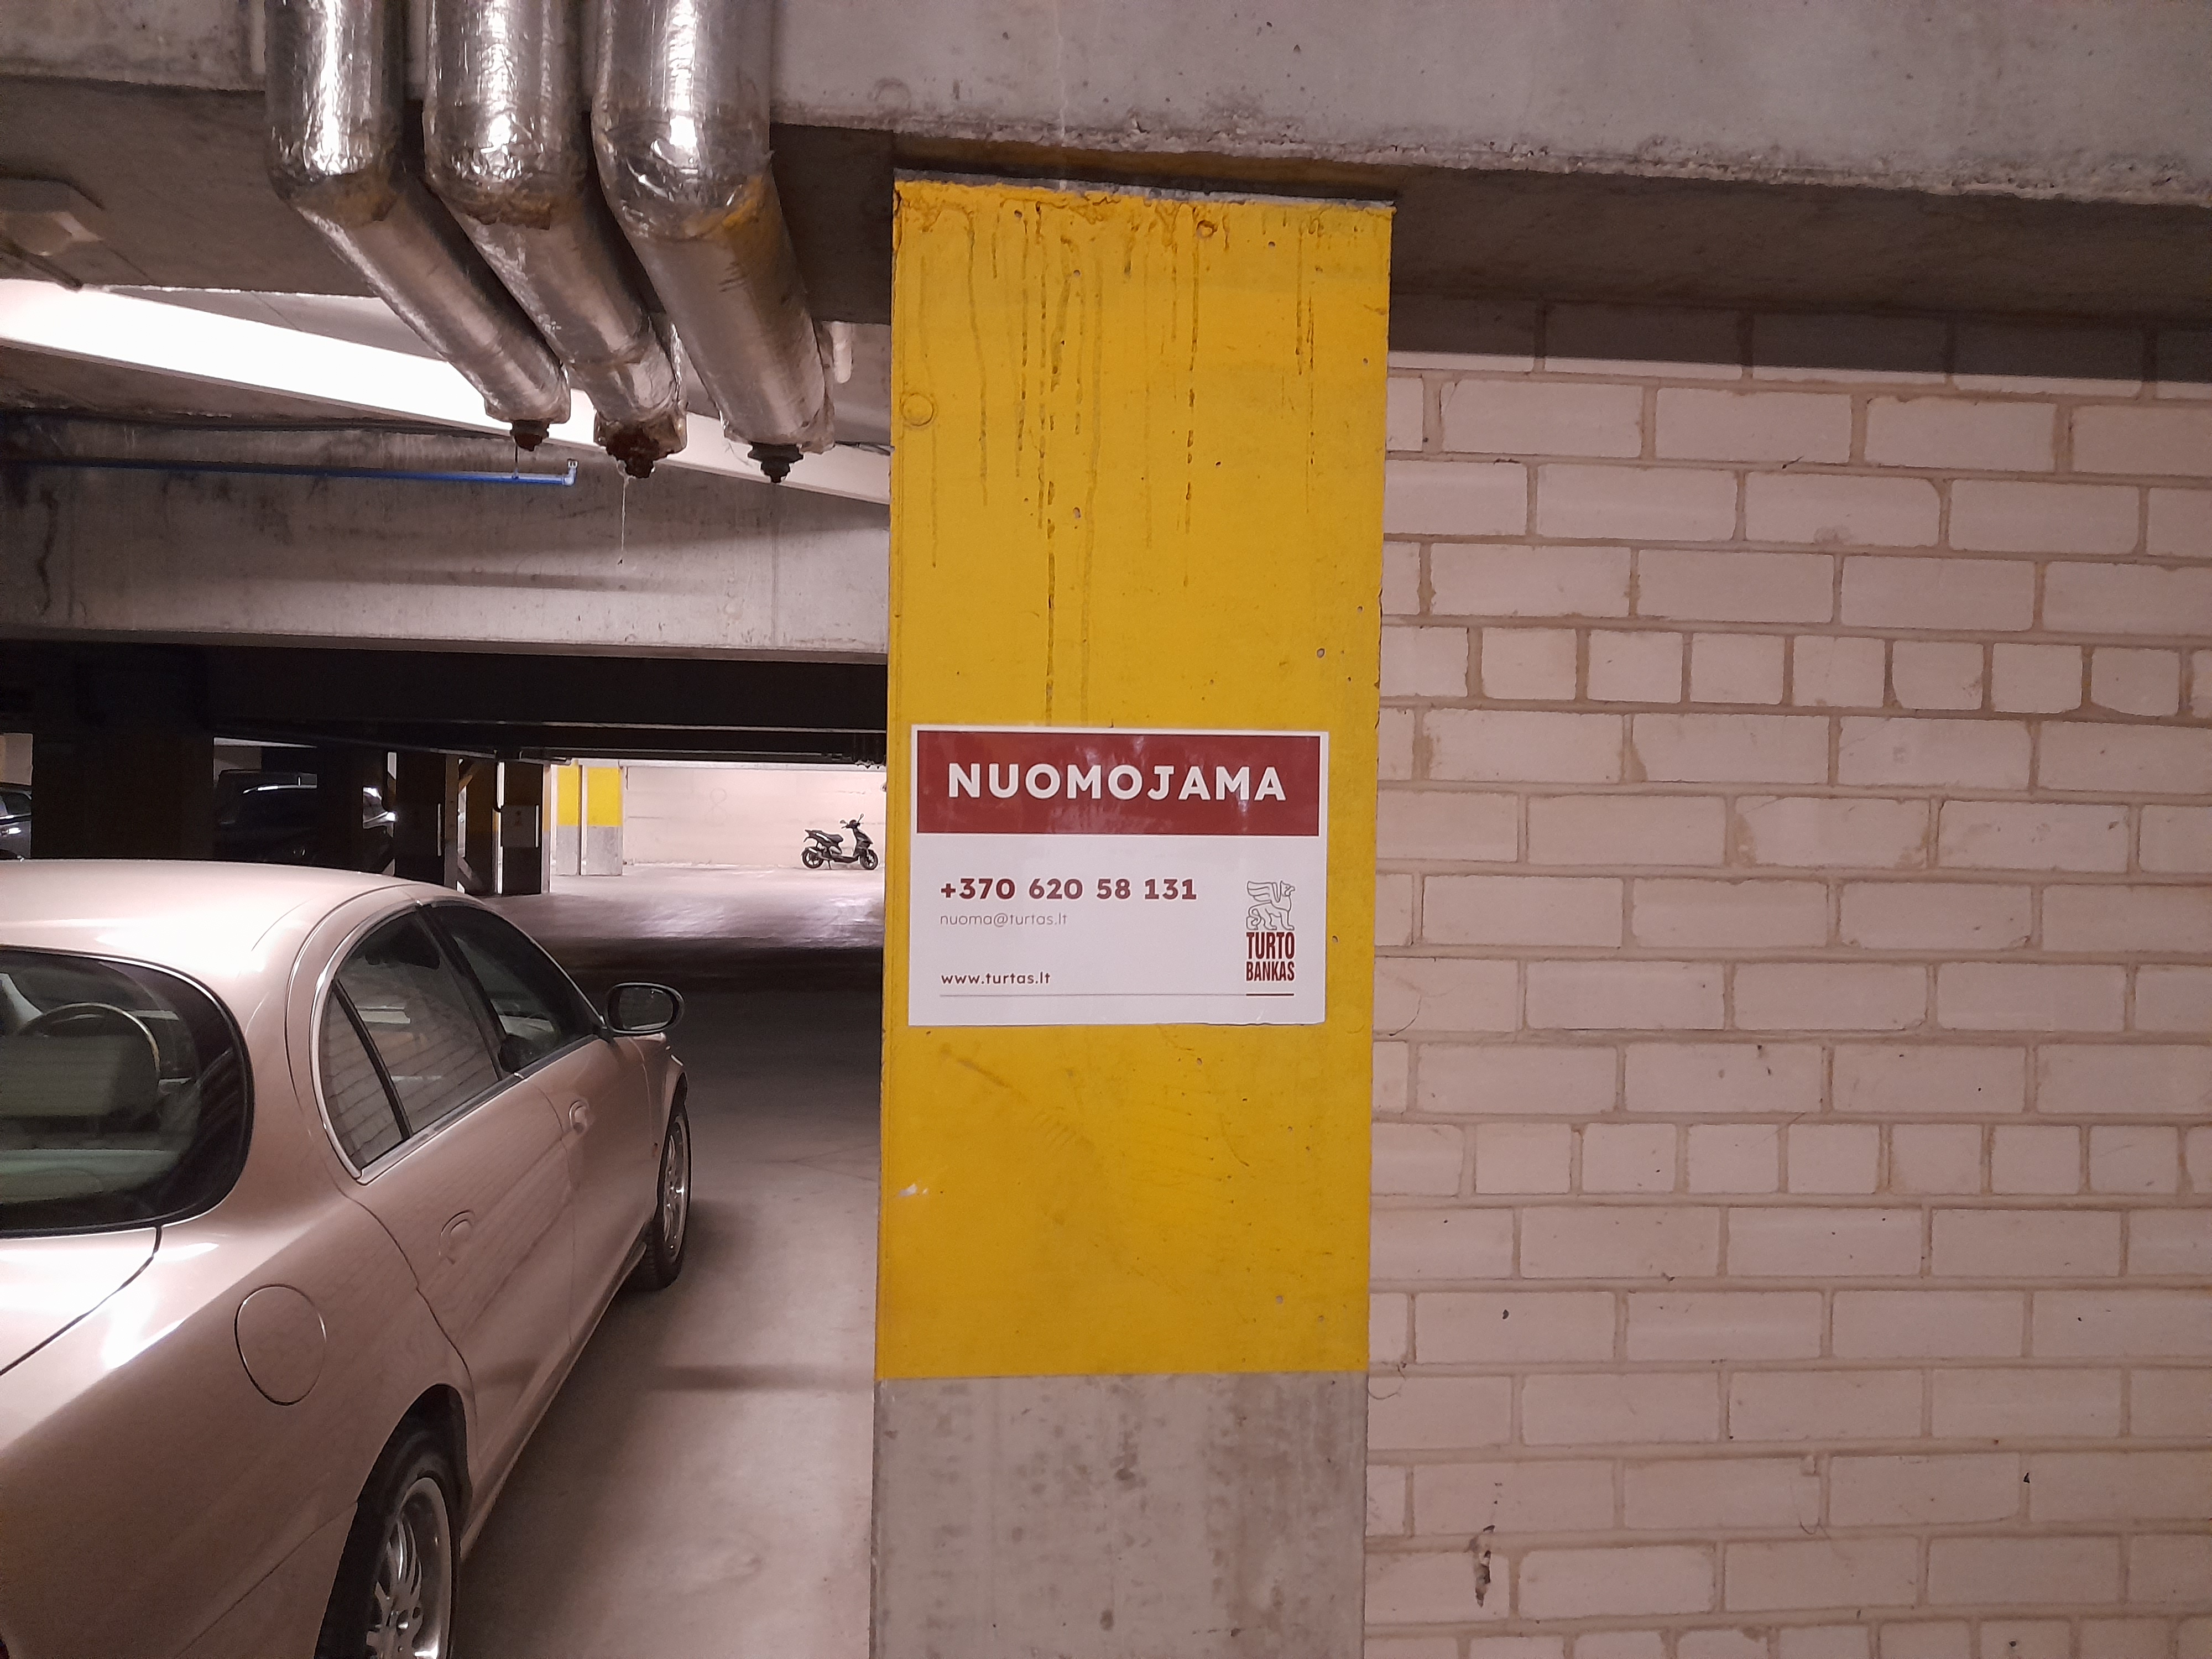 NUOMOJAMA
+370 620 58 131
nuoma@turtas.lt
www.turtas.lt
TURTO
BANKAS